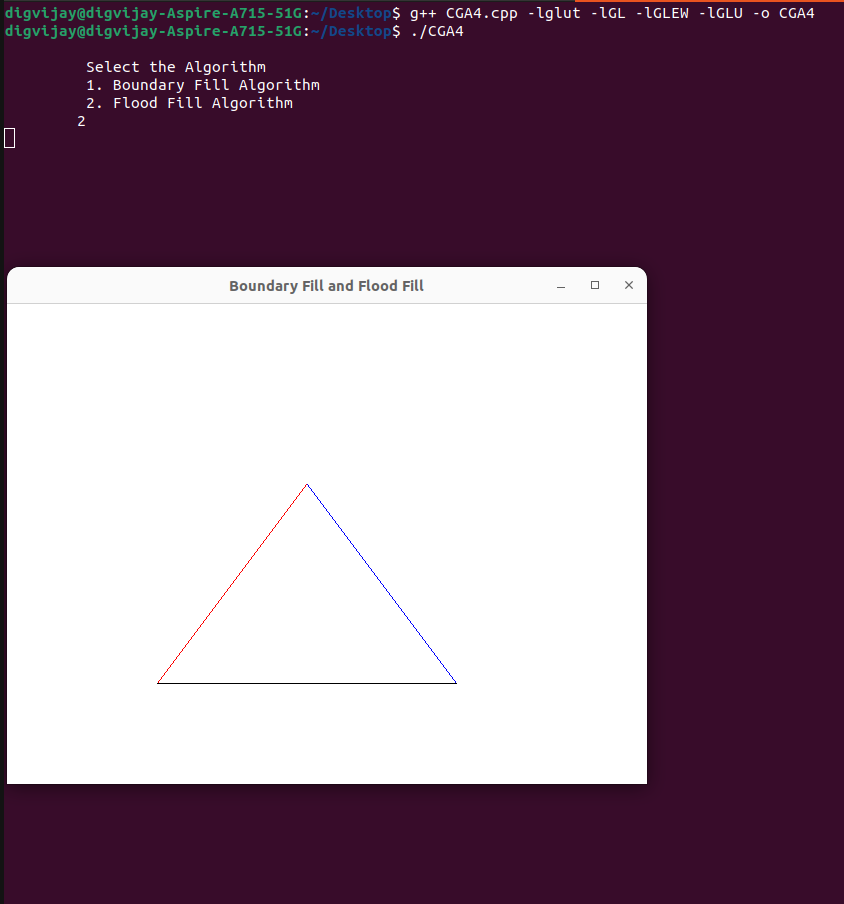 digvijay@digvijay-Aspire-A715-51G:~/Desktop$ g++ CGA4.cpp -lglut -lGL -lGLEW -lGLU -o CGA4
digvijay@digvijay-Aspire-A715-51G:~/Desktop$ ./CGA4
Select the Algorithm
1. Boundary Fill Algorithm
2. Flood Fill Algorithm
2
Boundary Fill and Flood Fill